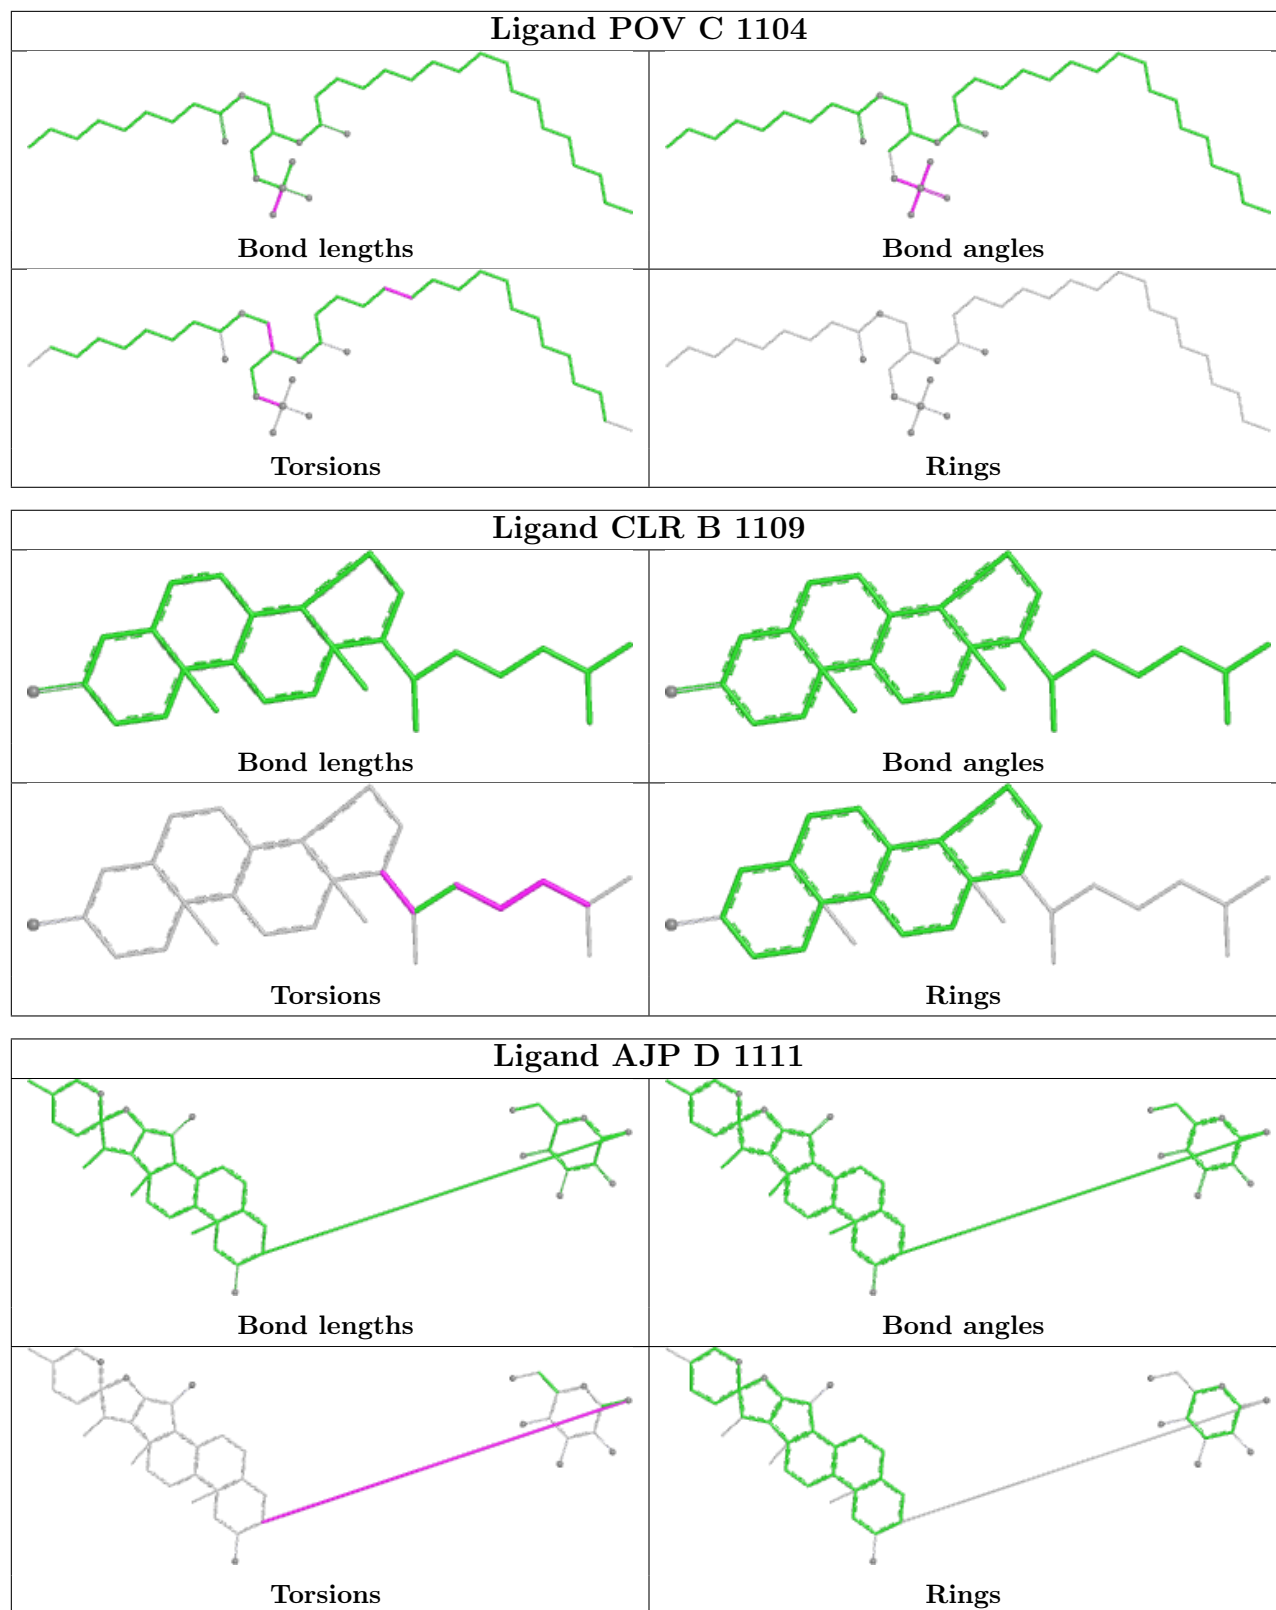 Ligand POV C 1104
Bond lengths
Bond angles
Torsions
Rings
Ligand CLR B 1109
Bond lengths
Bond angles
Torsions
Rings
Ligand AJP D 1111
Bond lengths
Bond angles
Torsions
Rings